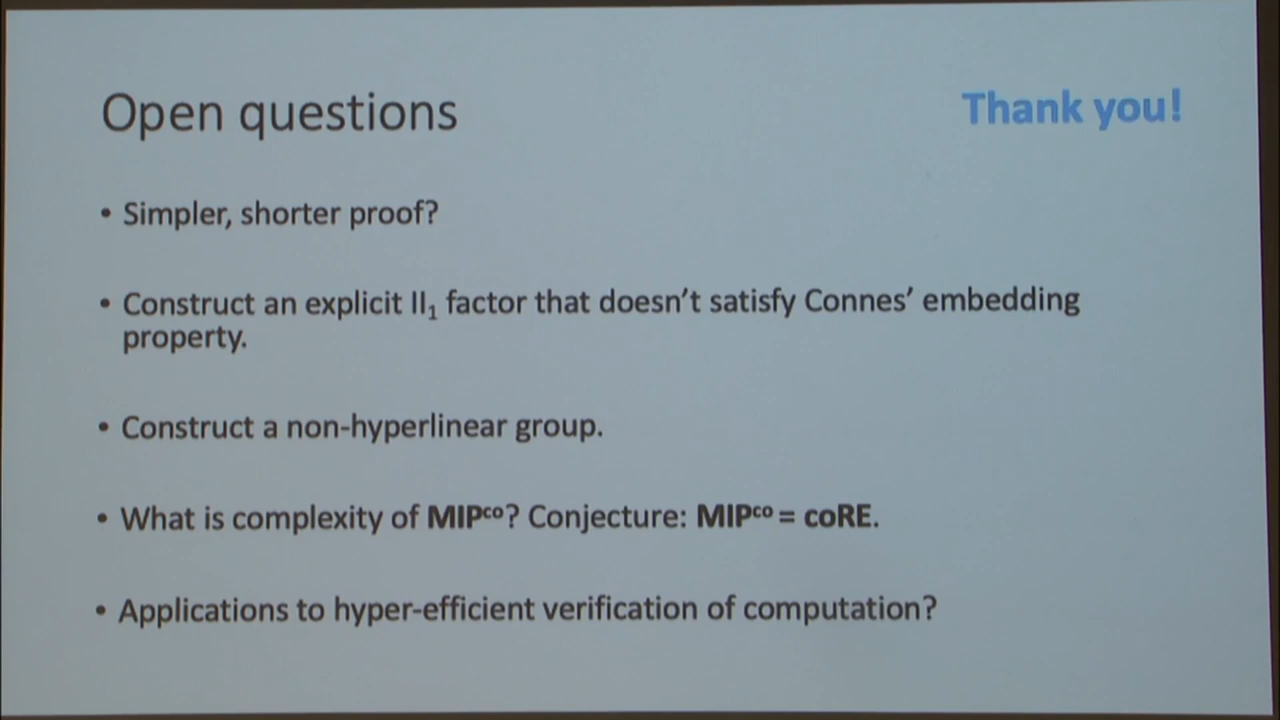 Open questions
Thank you!
• Simpler, shorter proof?
• Construct an explicit II₁ factor that doesn’t satisfy Connes’ embedding
property.
• Construct a non-hyperlinear group.
• What is complexity of MIPᶜᵒ? Conjecture: MIPᶜᵒ = coRE.
• Applications to hyper-efficient verification of computation?